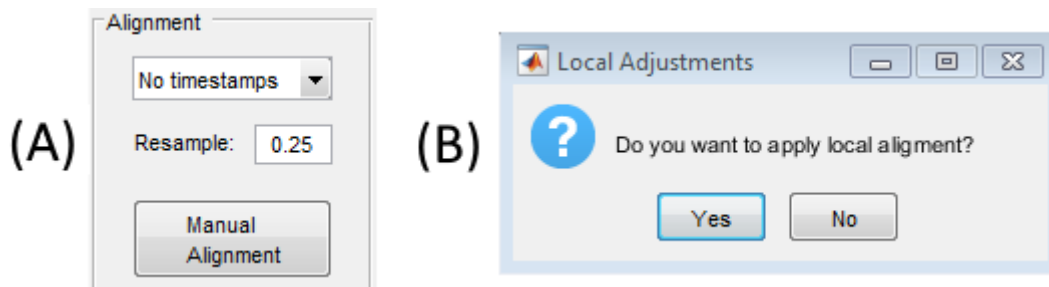 Alignment
No timestamps
(A)
Resample: 0.25
Manual
Alignment
(B)
Local Adjustments
Do you want to apply local aligment?
Yes No